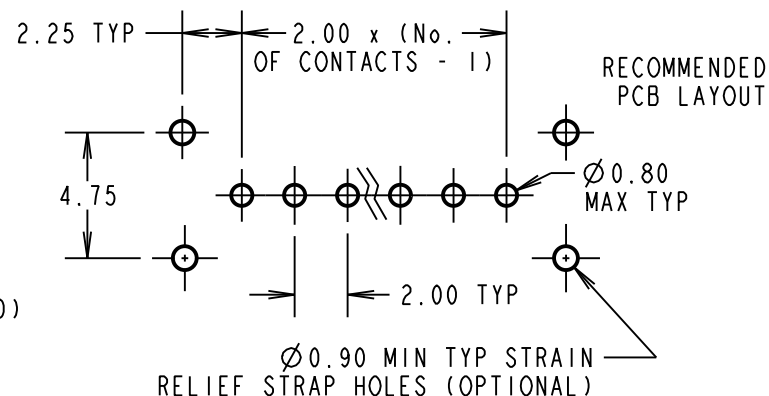 2.25 TYP
2.00 x (No.
OF CONTACTS - 1)
RECOMMENDED
PCB LAYOUT
Ø0.80
MAX TYP
4.75
2.00 TYP
0)
Ø0.90 MIN TYP STRAIN
RELIEF STRAP HOLES (OPTIONAL)